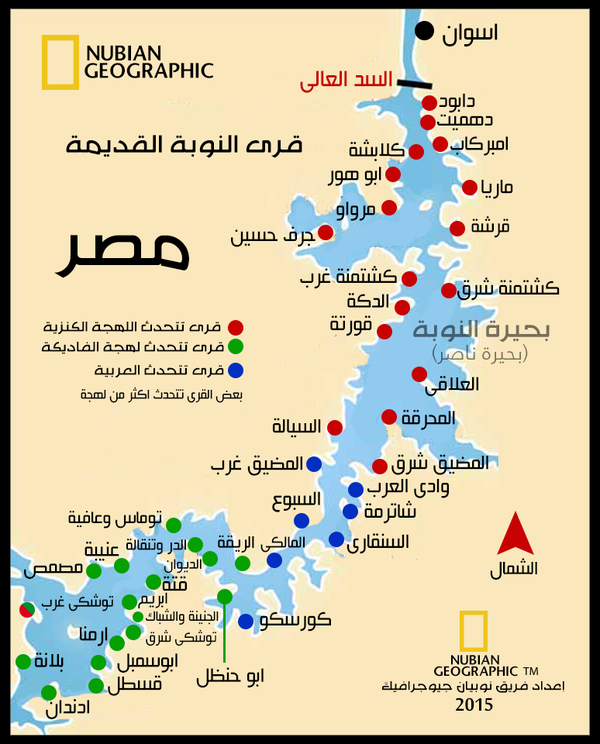 NUBIAN
GEOGRAPHIC
اسوان
السد العالى
قرى النوبة القديمة
مصر
دابود
دهميت
امبركاب
كلابشة
ابو هور
ماريا
مرواو
قرشة
جرف حسين
كشتمنة غرب
كشتمنة شرق
الدكة
قورتة
بحيرة النوبة
(بحيرة ناصر)
قرى تتحدث اللهجة الكنزية
قرى تتحدث لهجة الفاديكة
قرى تتحدث العربية
بعض القرى تتحدث اكثر من لهجة
العلاقى
المحرقة
السيالة
المضيق غرب
المضيق شرق
وادى العرب
السبوع
شاترمة
توماس وعافية
السنقارى
المالكى
الريقة
الدر وتنقالة
عنيبة
الديوان
مصمص
قتة
الشمال
توشكى غرب
ابريم
الجنينة والشباك
كورسكو
توشكى شرق
ارمنا
بلانة
ابوسمبل
ابو حنظل
قسطل
ادندان
NUBIAN
GEOGRAPHIC TM
اعداد فريق نوبيان جيوجرافيك
2015